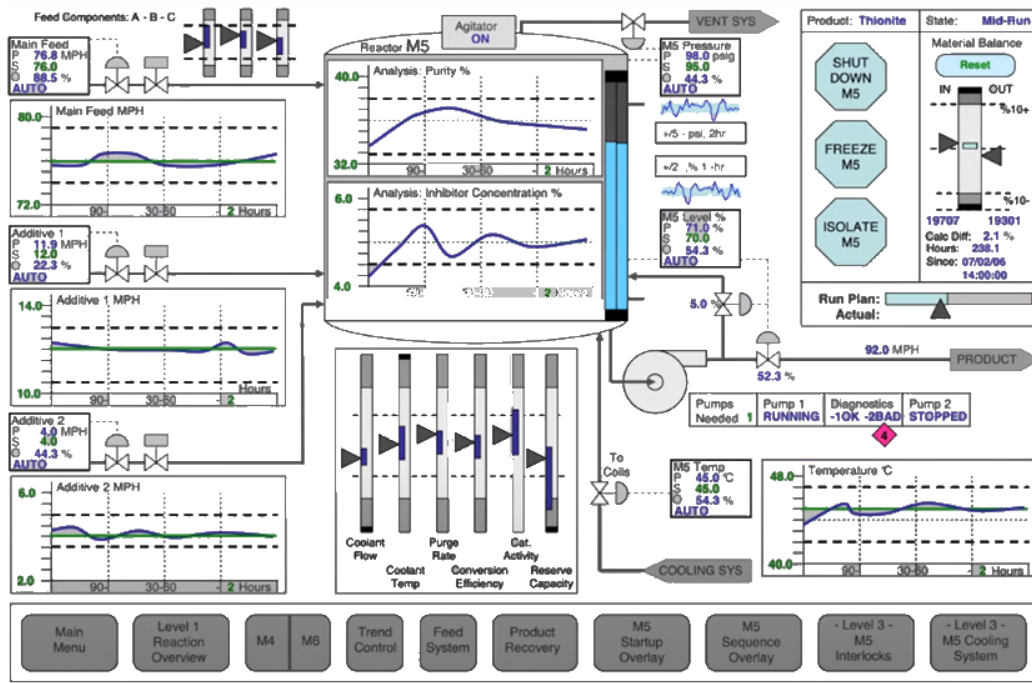 Feed Components: A - B - C
Agitator
ON
VENT SYS
Product: Thionite
State: Mid-Run
Main Feed
P 76.8 MPH
S 76.0
O 88.5 %
AUTO
Reactor M5
M5 Pressure
P 98.0 psig
S 95.0
O 44.3 %
AUTO
SHUT
DOWN
M5
Material Balance
Reset
IN OUT
%10+
Main Feed MPH
80.0
72.0
90- 30-60 - 2 Hours
Analysis: Purity %
40.0
32.0
90- 30-60 - 2 Hours
+/5 - psi, 2hr
+/2 , % 1 -hr
FREEZE
M5
Analysis: Inhibitor Concentration %
6.0
4.0
M5 Level %
P 71.0 %
S 70.0
O 54.3 %
AUTO
ISOLATE
M5
%10-
19707 19301
Calc Diff: 2.1 %
Hours: 238.1
Since: 07/02/06
14:00:00
Additive 1
P 11.9 MPH
S 12.0
O 22.3 %
AUTO
Additive 1 MPH
14.0
10.0
90- 30-60 - 2 Hours
5.0 %
Run Plan:
Actual:
92.0 MPH
PRODUCT
52.3 %
Pumps Needed 1
Pump 1 RUNNING
Diagnostics -1OK -2BAD
Pump 2 STOPPED
4
Additive 2
P 4.0 MPH
S 4.0
O 44.3 %
AUTO
Additive 2 MPH
6.0
2.0
90- 30-60 - 2 Hours
Coolant Flow
Coolant Temp
Purge Rate
Conversion Efficiency
Cat. Activity
Reserve Capacity
To
Coils
M5 Temp
P 45.0 °C
S 45.0
O 54.3 %
AUTO
COOLING SYS
Temperature °C
48.0
40.0
90- 30-60 - 2 Hours
Main Menu
Level 1 Reaction Overview
M4
M6
Trend Control
Feed System
Product Recovery
M5 Startup Overlay
M5 Sequence Overlay
- Level 3 - M5 Interlocks
- Level 3 - M5 Cooling System